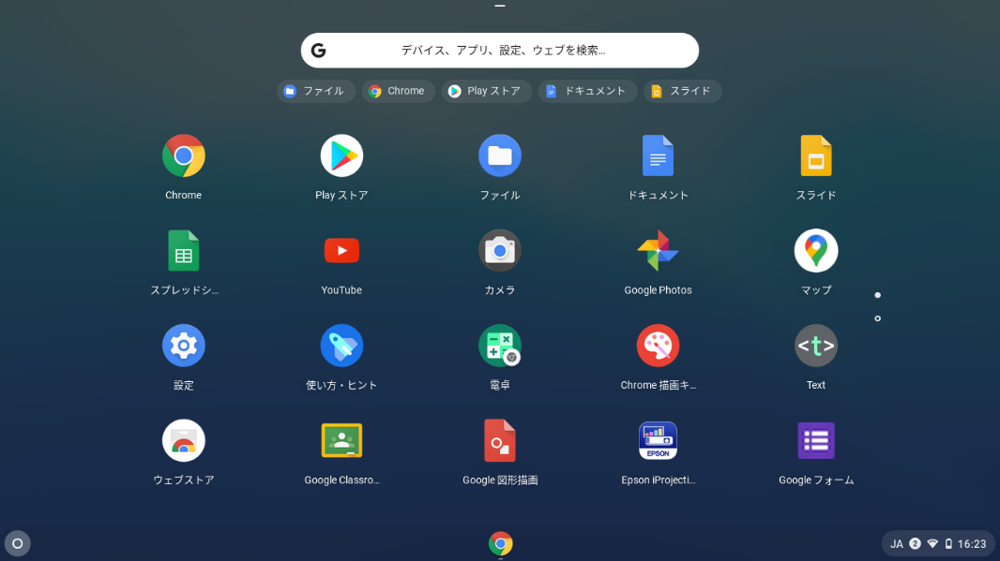 デバイス、アプリ、設定、ウェブを検索...
ファイル
Chrome
Play ストア
ドキュメント
スライド
Chrome
Play ストア
ファイル
ドキュメント
スライド
スプレッドシ...
YouTube
カメラ
Google Photos
マップ
設定
使い方・ヒント
電卓
Chrome 描画キ...
<t>
Text
EPSON
ウェブストア
Google Classro...
Google 図形描画
Epson iProjecti...
Google フォーム
JA 2 16:23